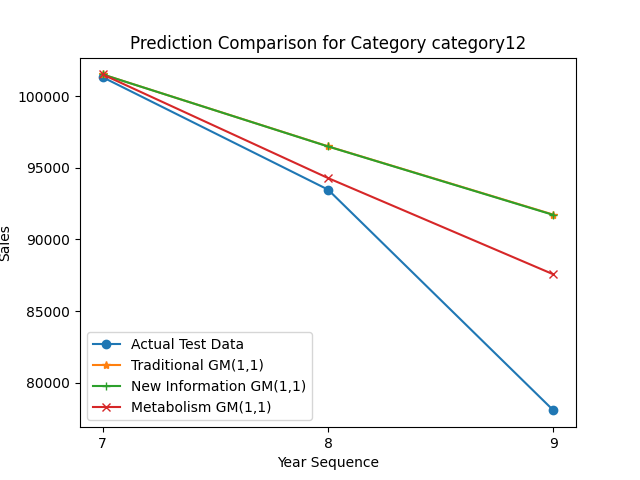 Prediction Comparison for Category category12
Sales
100000
95000
90000
85000
80000
Actual Test Data
Traditional GM(1,1)
New Information GM(1,1)
Metabolism GM(1,1)
7 8 9
Year Sequence